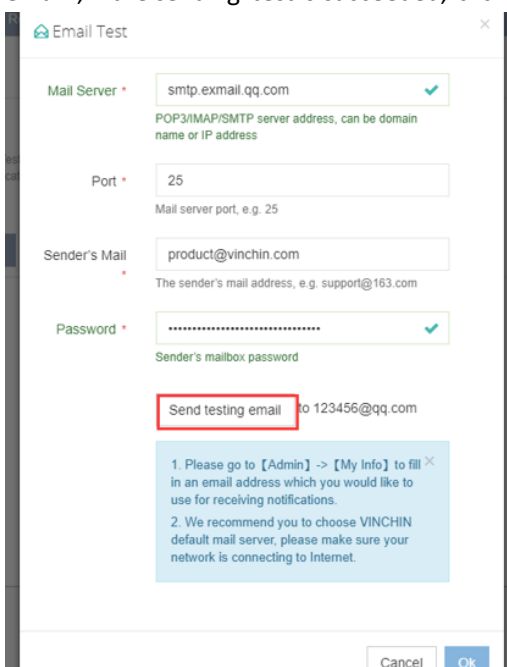 Email Test
Mail Server *
smtp.exmail.qq.com
POP3/IMAP/SMTP server address, can be domain
name or IP address
Port *
25
Mail server port, e.g. 25
Sender's Mail
*
product@vinchin.com
The sender's mail address, e.g. support@163.com
Password *
Sender's mailbox password
Send testing email to 123456@qq.com
1. Please go to【Admin】->【My Info】to fill
in an email address which you would like to
use for receiving notifications.
2. We recommend you to choose VINCHIN
default mail server, please make sure your
network is connecting to Internet.
Cancel
Ok